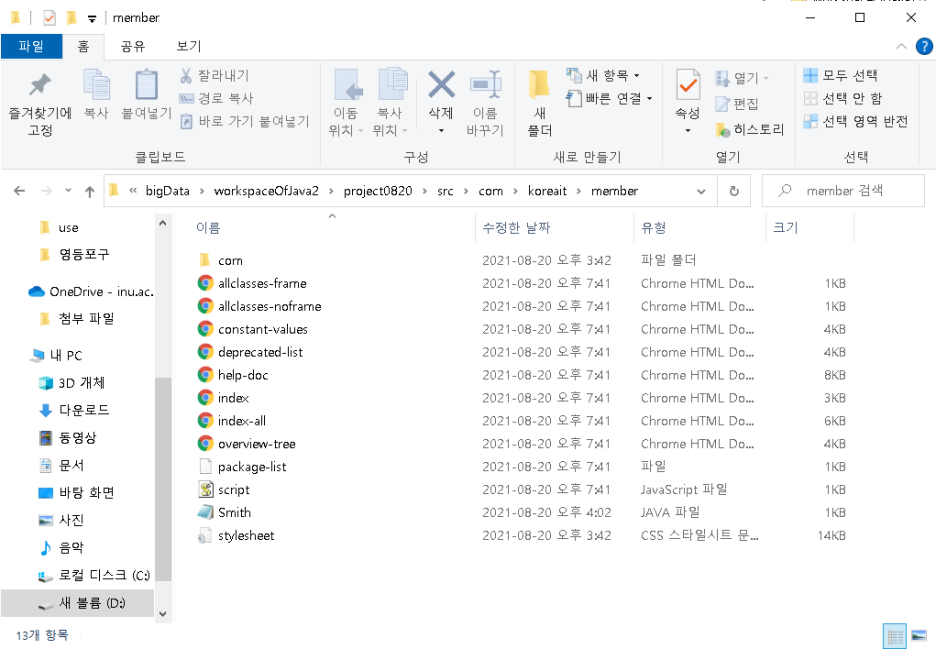 member
파일 홈 공유 보기
즐겨찾기에 고정
복사
붙여넣기
잘라내기
경로 복사
바로 가기 붙여넣기
클립보드
이동 위치
복사 위치
삭제
이름 바꾸기
구성
새 폴더
새 항목
빠른 연결
새로 만들기
속성
열기
편집
히스토리
열기
모두 선택
선택 안 함
선택 영역 반전
선택
« bigData › workspaceOfJava2 › project0820 › src › com › koreait › member
member 검색
use
영등포구
OneDrive - inu.ac.
첨부 파일
내 PC
3D 개체
다운로드
동영상
문서
바탕 화면
사진
음악
로컬 디스크 (C:)
새 볼륨 (D:)
이름 수정한 날짜 유형 크기
com 2021-08-20 오후 3:42 파일 폴더
allclasses-frame 2021-08-20 오후 7:41 Chrome HTML Do... 1KB
allclasses-noframe 2021-08-20 오후 7:41 Chrome HTML Do... 1KB
constant-values 2021-08-20 오후 7:41 Chrome HTML Do... 4KB
deprecated-list 2021-08-20 오후 7:41 Chrome HTML Do... 4KB
help-doc 2021-08-20 오후 7:41 Chrome HTML Do... 8KB
index 2021-08-20 오후 7:41 Chrome HTML Do... 3KB
index-all 2021-08-20 오후 7:41 Chrome HTML Do... 6KB
overview-tree 2021-08-20 오후 7:41 Chrome HTML Do... 4KB
package-list 2021-08-20 오후 7:41 파일 1KB
script 2021-08-20 오후 7:41 JavaScript 파일 1KB
Smith 2021-08-20 오후 4:02 JAVA 파일 1KB
stylesheet 2021-08-20 오후 3:42 CSS 스타일시트 문... 14KB
13개 항목